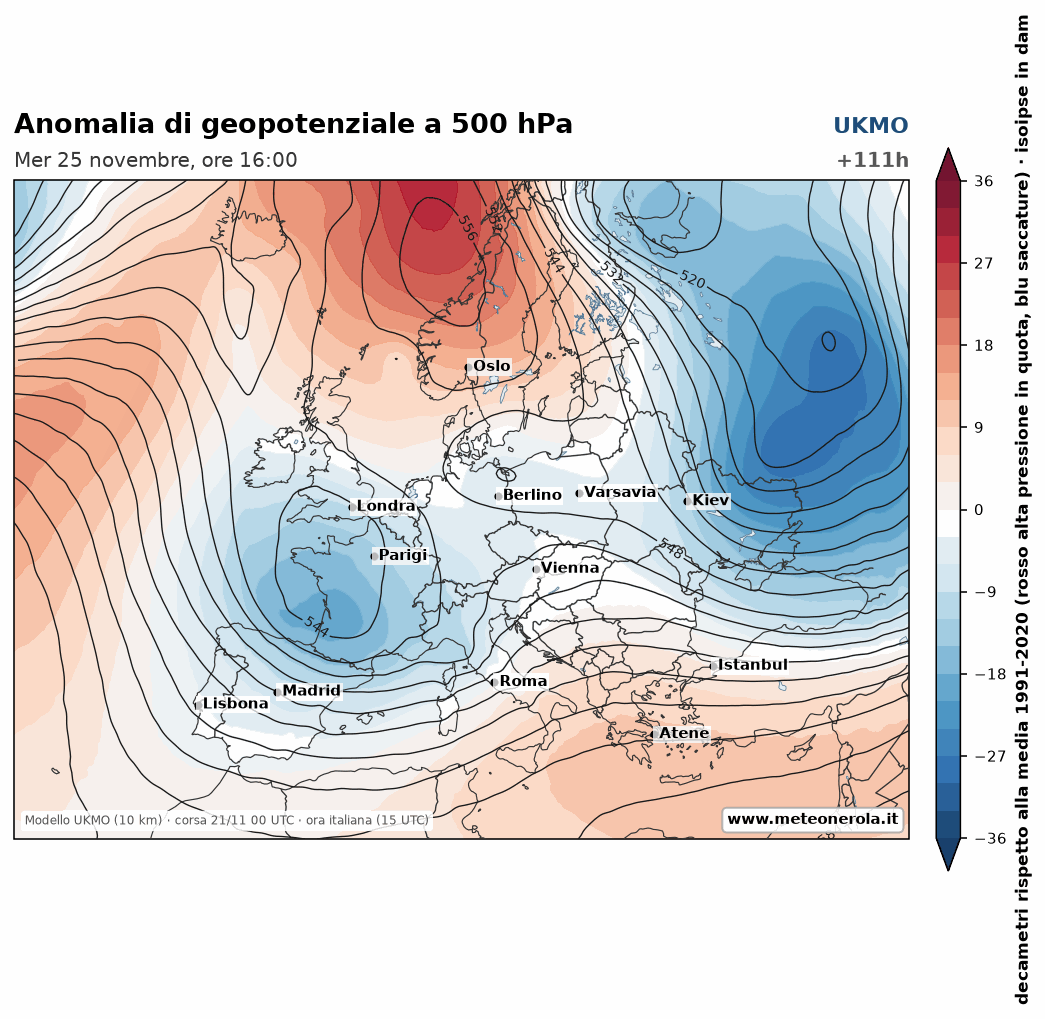 Anomalia di geopotenziale a 500 hPa
UKMO
Mer 25 novembre, ore 16:00
+111h
556
544
532
520
Oslo
Berlino
Varsavia
Kiev
Londra
548
Parigi
Vienna
544
Istanbul
Roma
Madrid
Lisbona
Atene
Modello UKMO (10 km) · corsa 21/11 00 UTC · ora italiana (15 UTC)
www.meteonerola.it
36
27
18
9
0
−9
−18
−27
−36
decametri rispetto alla media 1991-2020 (rosso alta pressione in quota, blu saccature) · isoipse in dam